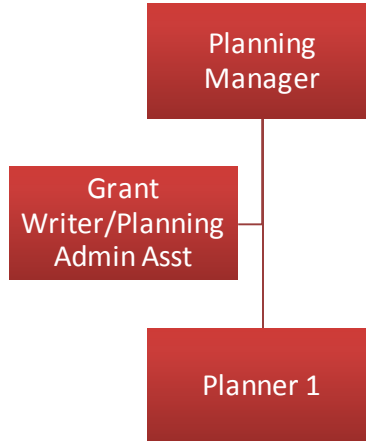 Planning
Manager
Grant
Writer/Planning
Admin Asst
Planner 1